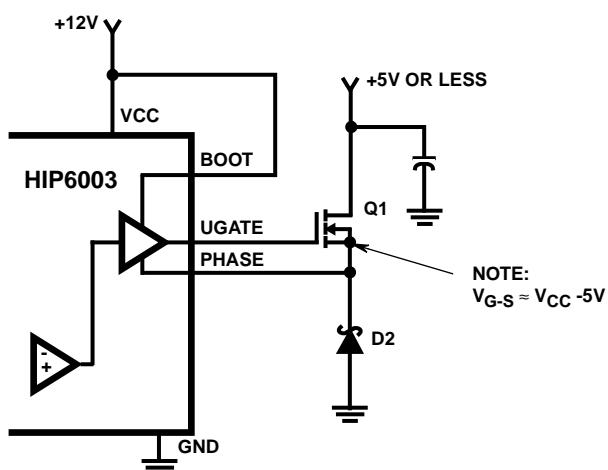 +12V
+5V OR LESS
VCC
BOOT
HIP6003
Q1
UGATE
PHASE
NOTE:
VG-S ≈ VCC -5V
D2
-
+
GND